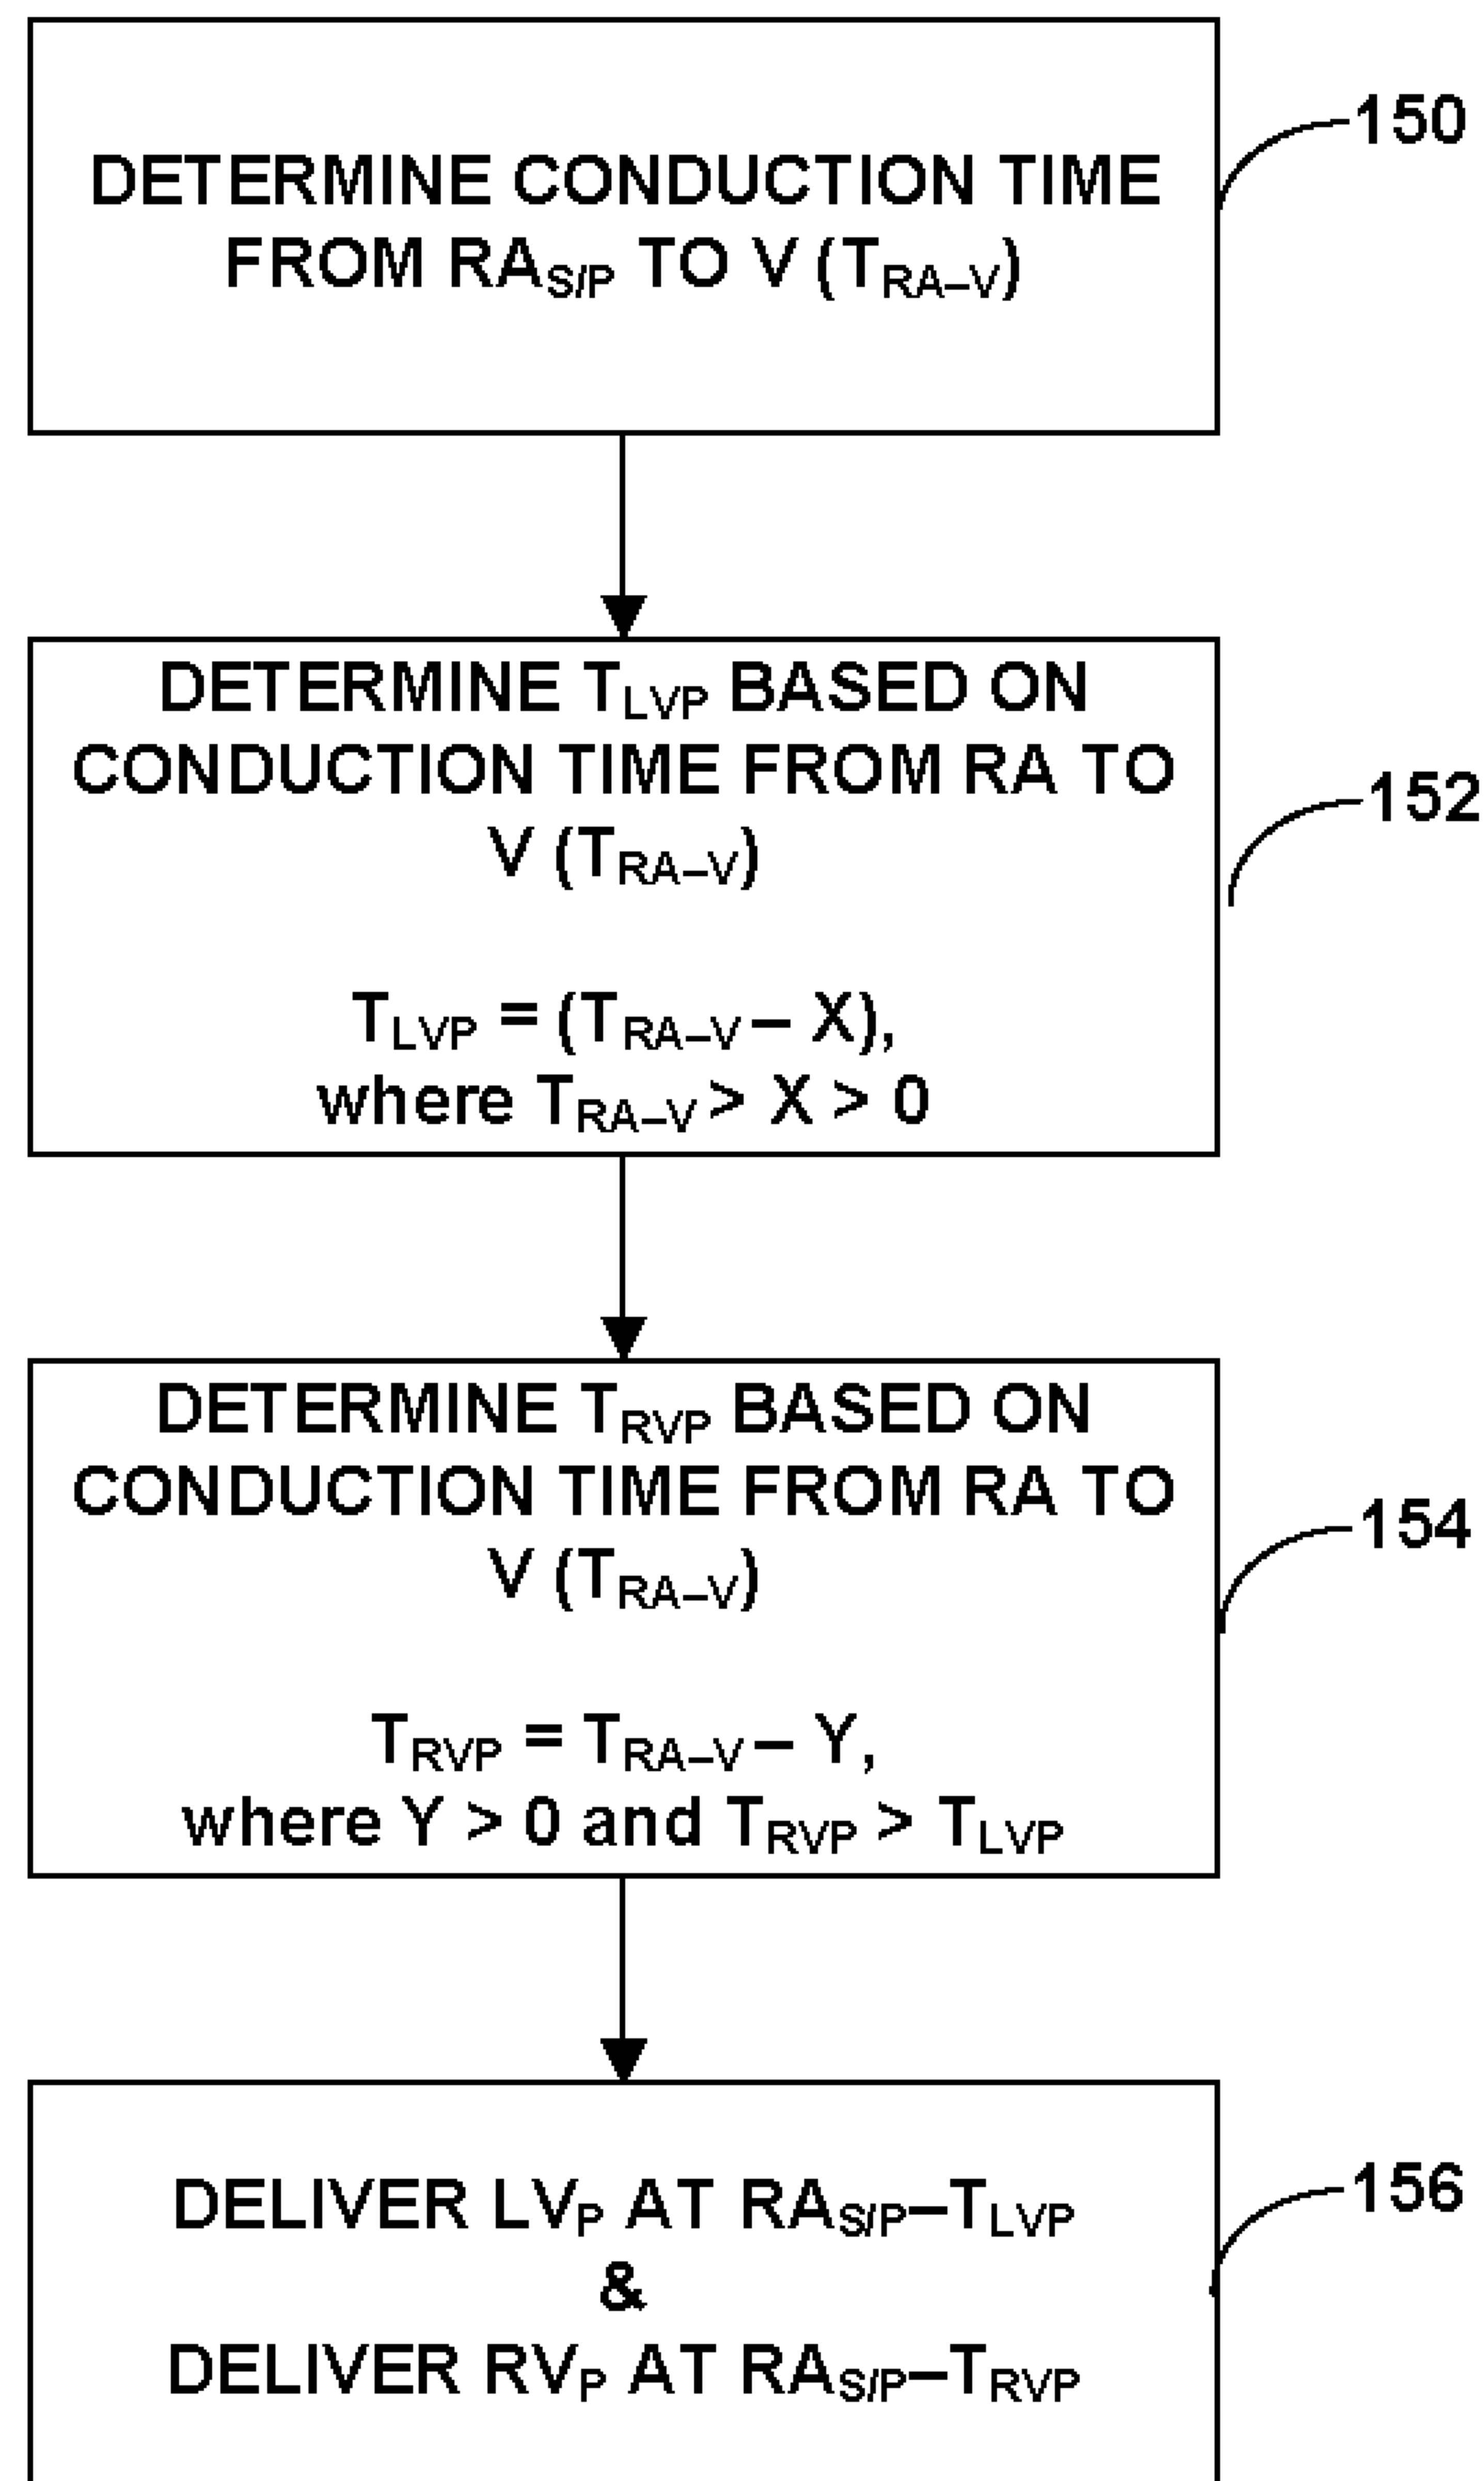 150
DETERMINE CONDUCTION TIME
FROM RAS/P TO V (TRA–V)
DETERMINE TLVP BASED ON
CONDUCTION TIME FROM RA TO
V (TRA–V)
152
TLVP = (TRA–V – X),
where TRA–V > X > 0
DETERMINE TRVP BASED ON
CONDUCTION TIME FROM RA TO
V (TRA–V)
154
TRVP = TRA–V – Y,
where Y > 0 and TRVP > TLVP
156
DELIVER LVP AT RAS/P–TLVP
&
DELIVER RVP AT RAS/P–TRVP